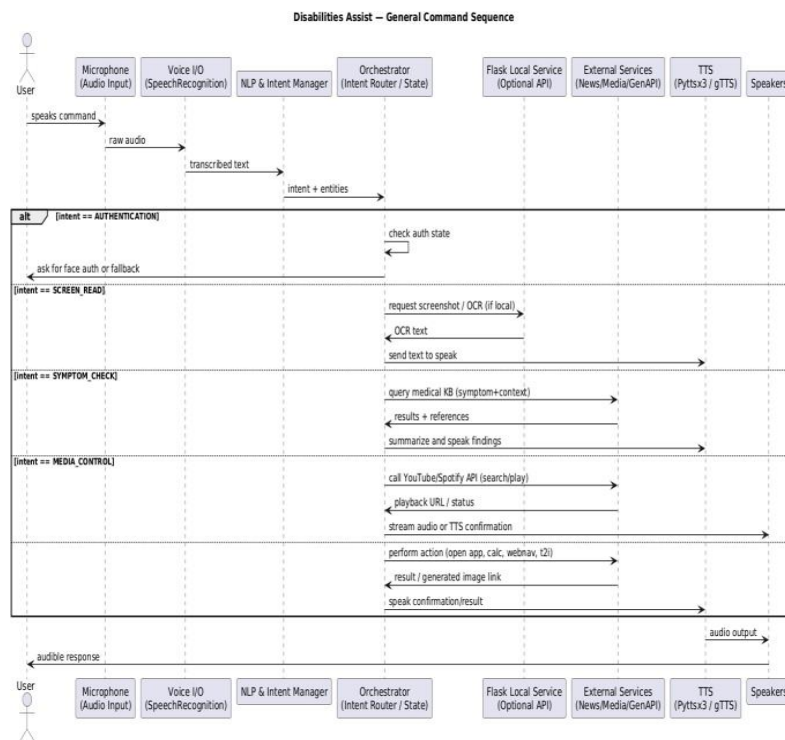 Disabilities Assist — General Command Sequence
User
Microphone
(Audio Input)
Voice I/O
(SpeechRecognition)
NLP & Intent Manager
Orchestrator
(Intent Router / State)
Flask Local Service
(Optional API)
External Services
(News/Media/GenAPI)
TTS
(Pyttsx3 / gTTS)
Speakers
speaks command
raw audio
transcribed text
intent + entities
alt [intent == AUTHENTICATION]
check auth state
ask for face auth or fallback
[intent == SCREEN_READ]
request screenshot / OCR (if local)
OCR text
send text to speak
[intent == SYMPTOM_CHECK]
query medical KB (symptom+context)
results + references
summarize and speak findings
[intent == MEDIA_CONTROL]
call YouTube/Spotify API (search/play)
playback URL / status
stream audio or TTS confirmation
perform action (open app, calc, webnav, t2i)
result / generated image link
speak confirmation/result
audio output
audible response
User
Microphone
(Audio Input)
Voice I/O
(SpeechRecognition)
NLP & Intent Manager
Orchestrator
(Intent Router / State)
Flask Local Service
(Optional API)
External Services
(News/Media/GenAPI)
TTS
(Pyttsx3 / gTTS)
Speakers